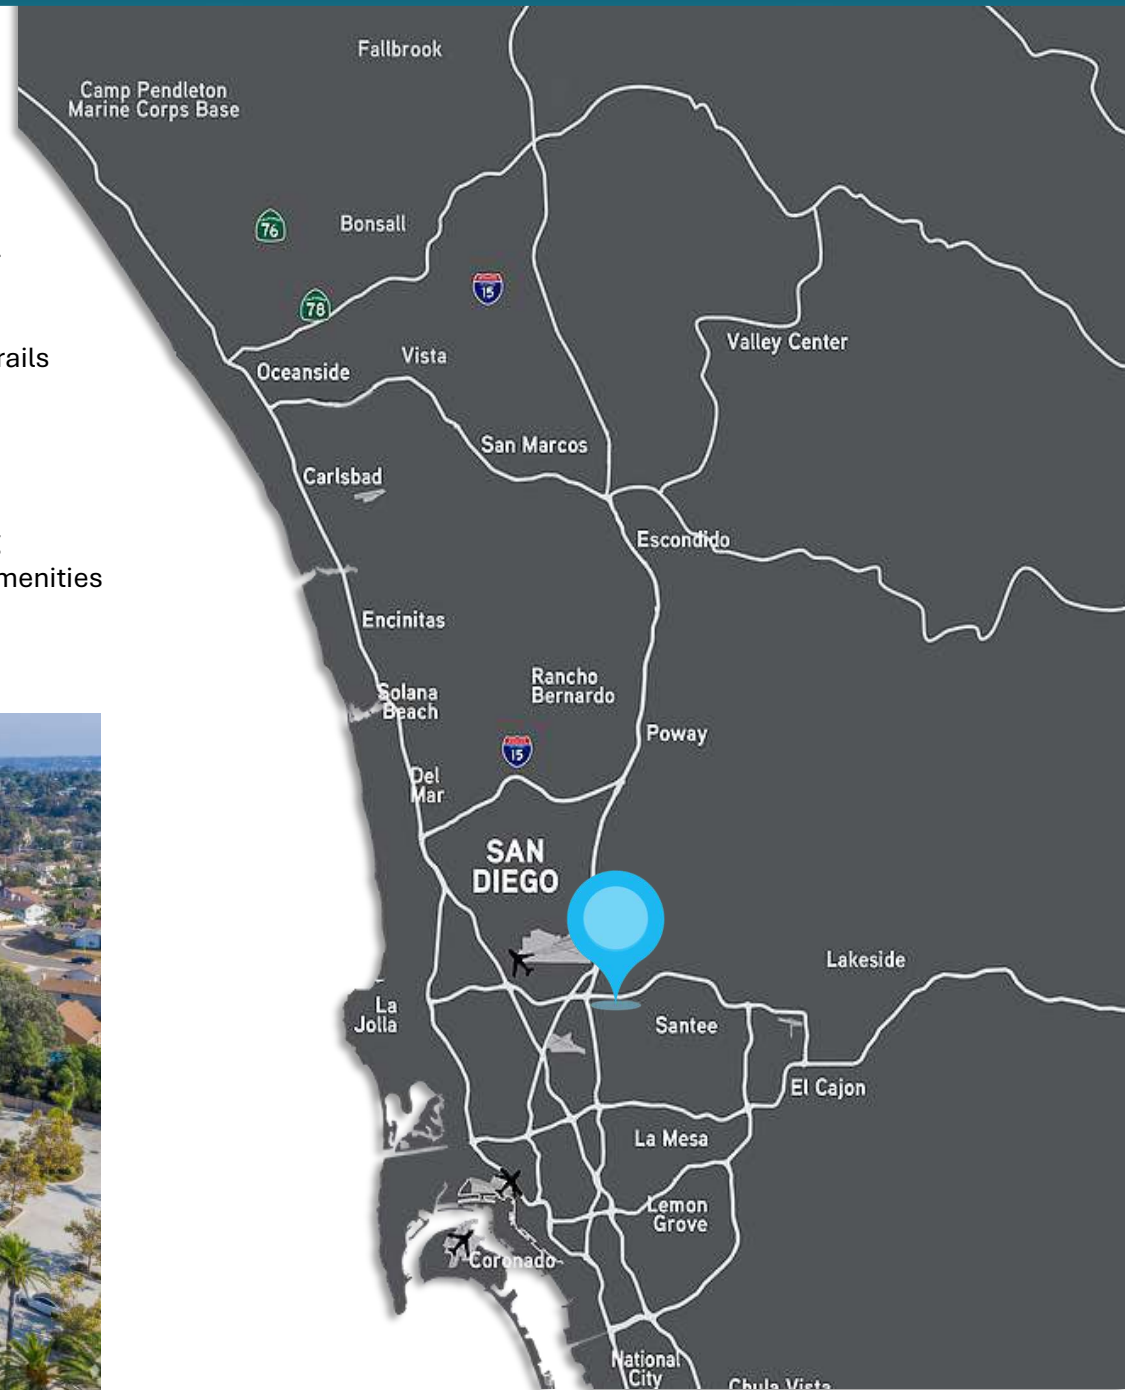 Fallbrook
Camp Pendleton
Marine Corps Base
76
Bonsall
15
78
Valley Center
Vista
rails
Oceanside
San Marcos
Carlsbad
Escondido
menities
Encinitas
Rancho
Bernardo
Solana
Beach
Poway
15
Del
Mar
SAN
DIEGO
Lakeside
La
Jolla
Santee
El Cajon
La Mesa
Lemon
Grove
Coronado
National
City
Chula Vista